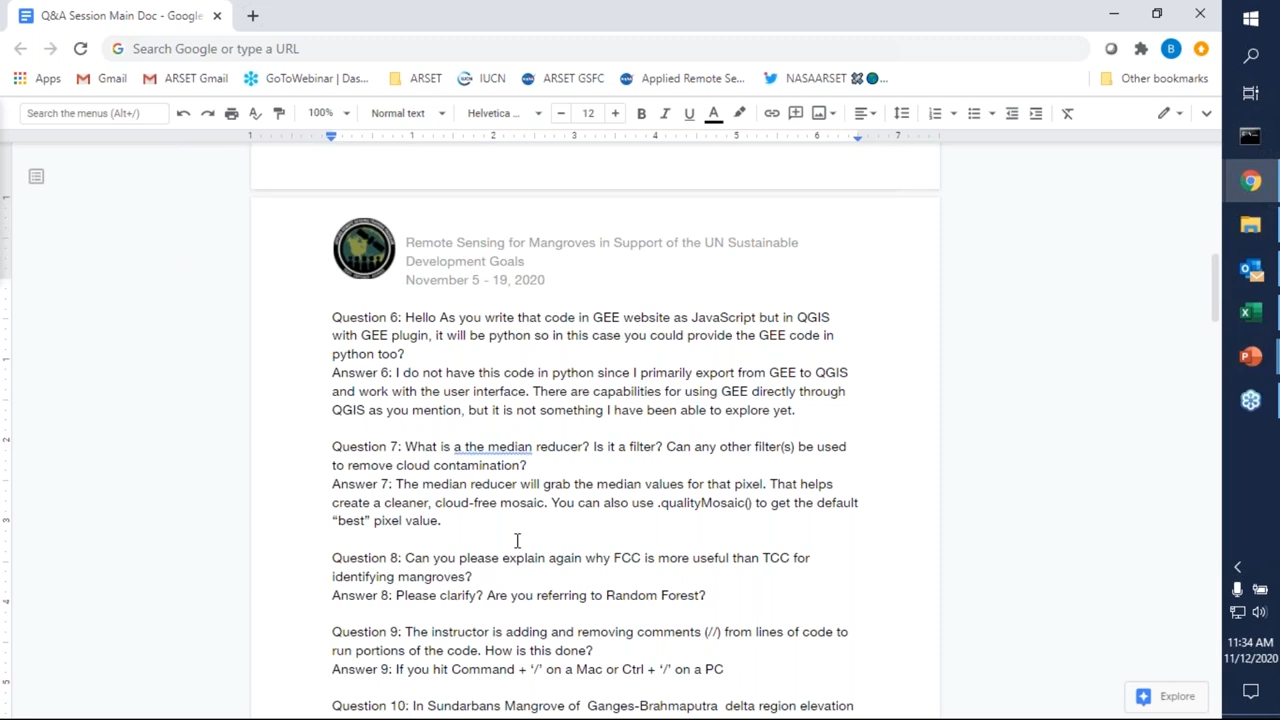 Q&A Session Main Doc - Google
Search Google or type a URL
B
Apps
Gmail
ARSET Gmail
GoToWebinar | Das...
ARSET
IUCN
ARSET GSFC
Applied Remote Se...
NASAARSET
Other bookmarks
Search the menus (Alt+/)
100%
Normal text
Helvetica ...
12
B I U A
1 1 2 3 4 5 6 7
Remote Sensing for Mangroves in Support of the UN Sustainable
Development Goals
November 5 - 19, 2020
Question 6: Hello As you write that code in GEE website as JavaScript but in QGIS
with GEE plugin, it will be python so in this case you could provide the GEE code in
python too?
Answer 6: I do not have this code in python since I primarily export from GEE to QGIS
and work with the user interface. There are capabilities for using GEE directly through
QGIS as you mention, but it is not something I have been able to explore yet.
Question 7: What is a the median reducer? Is it a filter? Can any other filter(s) be used
to remove cloud contamination?
Answer 7: The median reducer will grab the median values for that pixel. That helps
create a cleaner, cloud-free mosaic. You can also use .qualityMosaic() to get the default
“best” pixel value.
Question 8: Can you please explain again why FCC is more useful than TCC for
identifying mangroves?
Answer 8: Please clarify? Are you referring to Random Forest?
Question 9: The instructor is adding and removing comments (//) from lines of code to
run portions of the code. How is this done?
Answer 9: If you hit Command + ‘/’ on a Mac or Ctrl + ‘/’ on a PC
Question 10: In Sundarbans Mangrove of Ganges-Brahmaputra delta region elevation
Explore
11:34 AM
11/12/2020